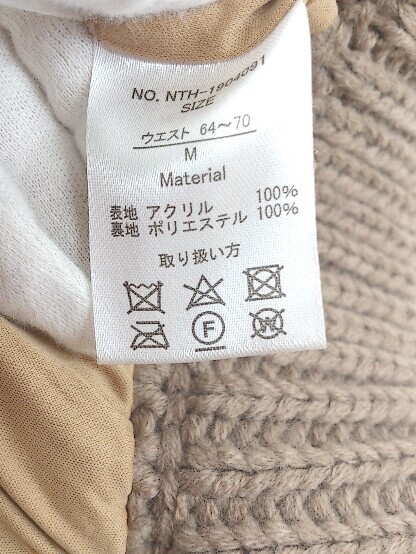 NO. NTH-1904091
SIZE
ウエスト 64～70
M
Material
表地 アクリル 100%
裏地 ポリエステル 100%
取り扱い方
F W